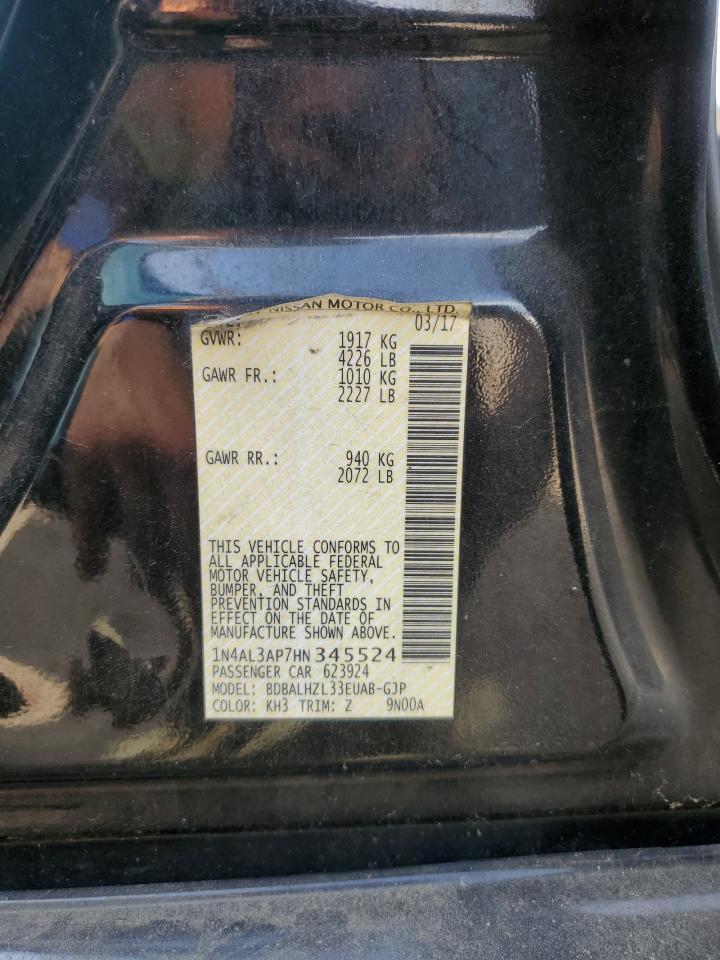 NISSAN MOTOR CO., LTD.
03/17
GVWR: 1917 KG
4226 LB
GAWR FR.: 1010 KG
2227 LB
GAWR RR.: 940 KG
2072 LB
THIS VEHICLE CONFORMS TO
ALL APPLICABLE FEDERAL
MOTOR VEHICLE SAFETY,
BUMPER, AND THEFT
PREVENTION STANDARDS IN
EFFECT ON THE DATE OF
MANUFACTURE SHOWN ABOVE.
1N4AL3AP7HN345524
PASSENGER CAR 623924
MODEL: BDBALHZL33EUAB-GJP
COLOR: KH3 TRIM: Z 9N00A